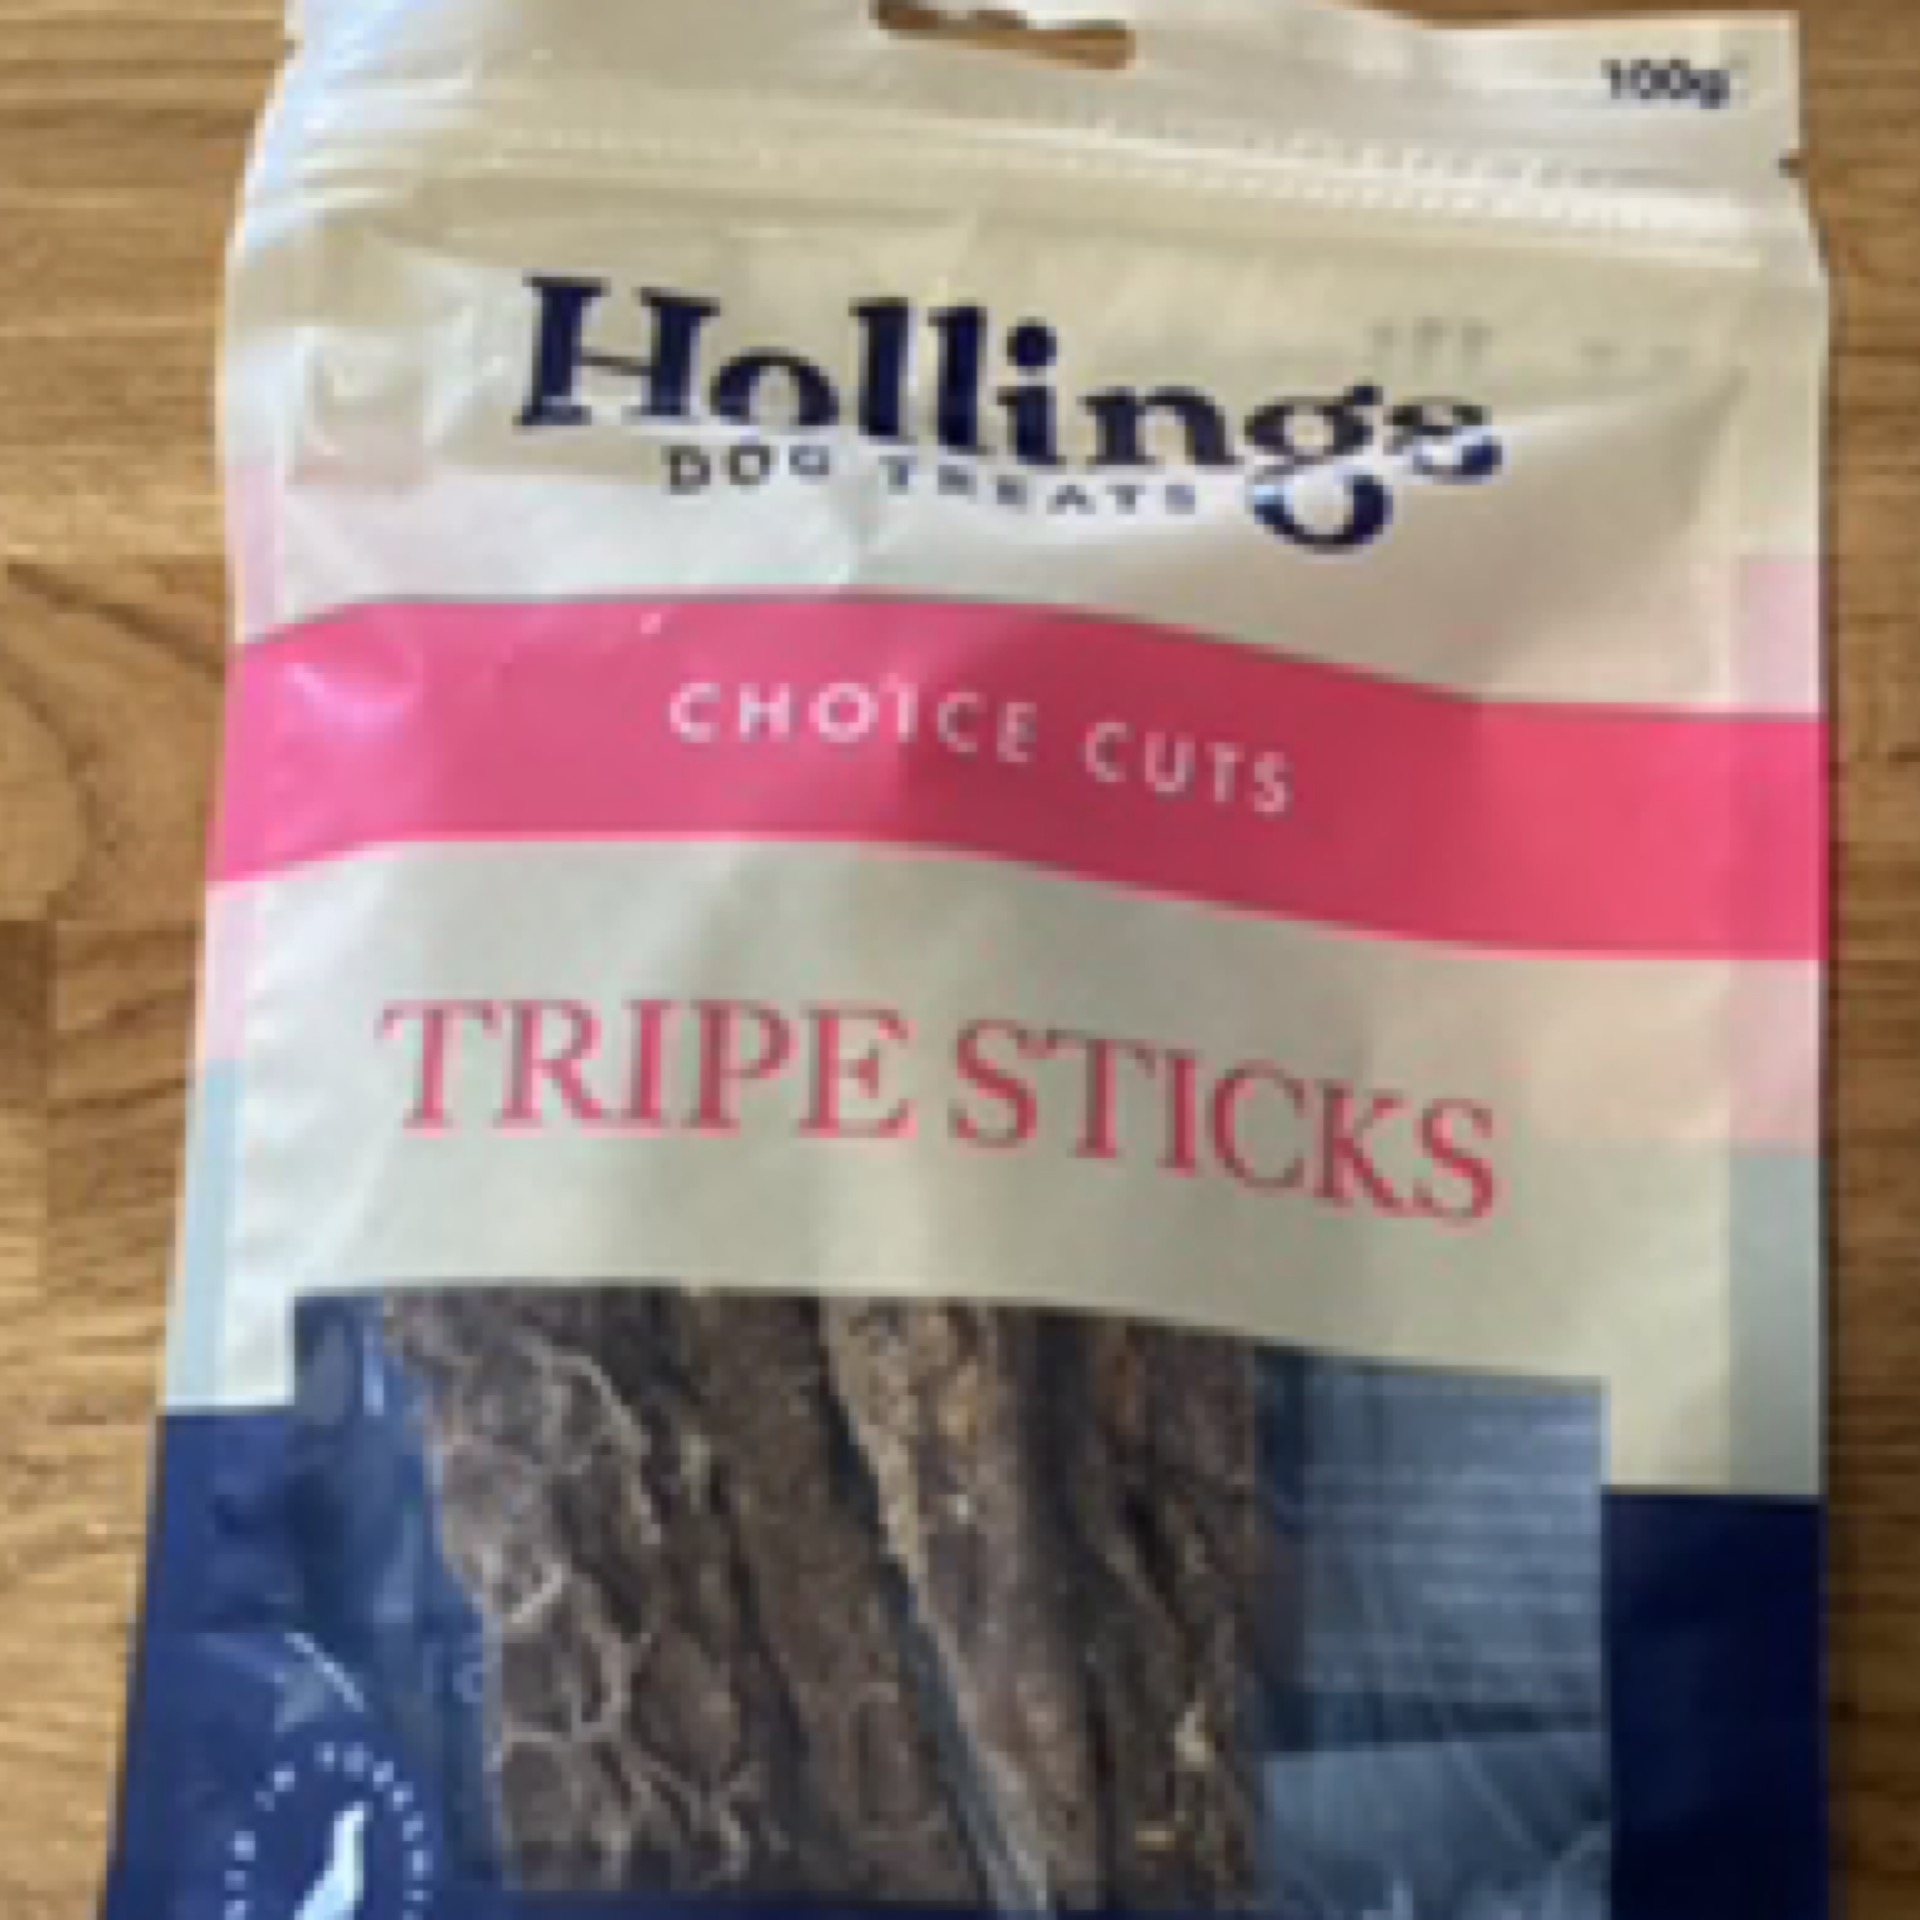 100g
Hollings
DOG TREATS
CHOICE CUTS
TRIPE STICKS